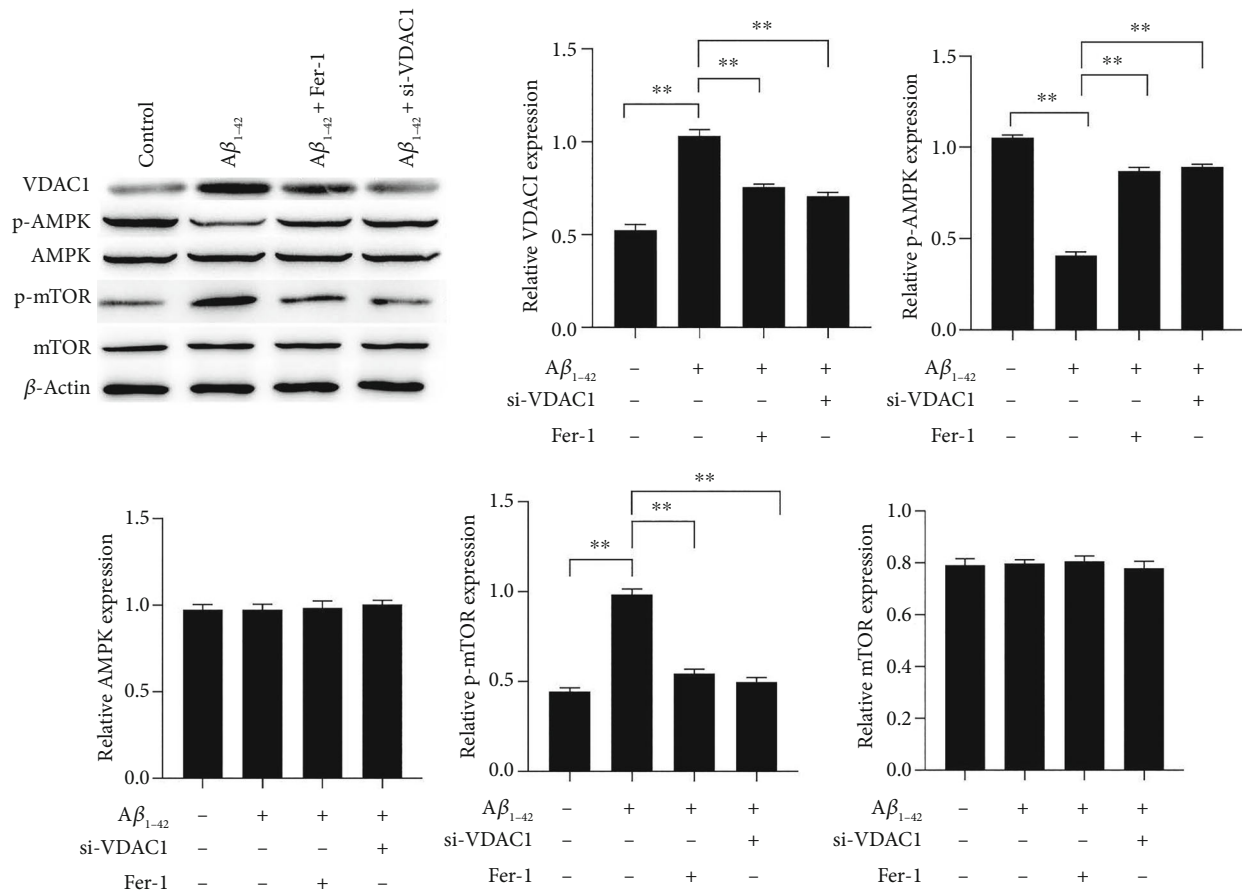 Control
Aβ1–42
Aβ1–42 + Fer-1
Aβ1–42 + si-VDAC1
VDAC1
p-AMPK
AMPK
p-mTOR
mTOR
β-Actin
Relative VDACI expression
1.5
1.0
0.5
0.0
**
**
**
Aβ1–42 – + + +
si-VDAC1 – – – +
Fer-1 – – + –
Relative p-AMPK expression
1.5
1.0
0.5
0.0
**
**
**
Aβ1–42 – + + +
si-VDAC1 – – – +
Fer-1 – – + –
Relative AMPK expression
1.5
1.0
0.5
0.0
Aβ1–42 – + + +
si-VDAC1 – – – +
Fer-1 – – + –
Relative p-mTOR expression
1.5
1.0
0.5
0.0
**
**
**
Aβ1–42 – + + +
si-VDAC1 – – – +
Fer-1 – – + –
Relative mTOR expression
1.0
0.8
0.6
0.4
0.2
0.0
Aβ1–42 – + + +
si-VDAC1 – – – +
Fer-1 – – + –